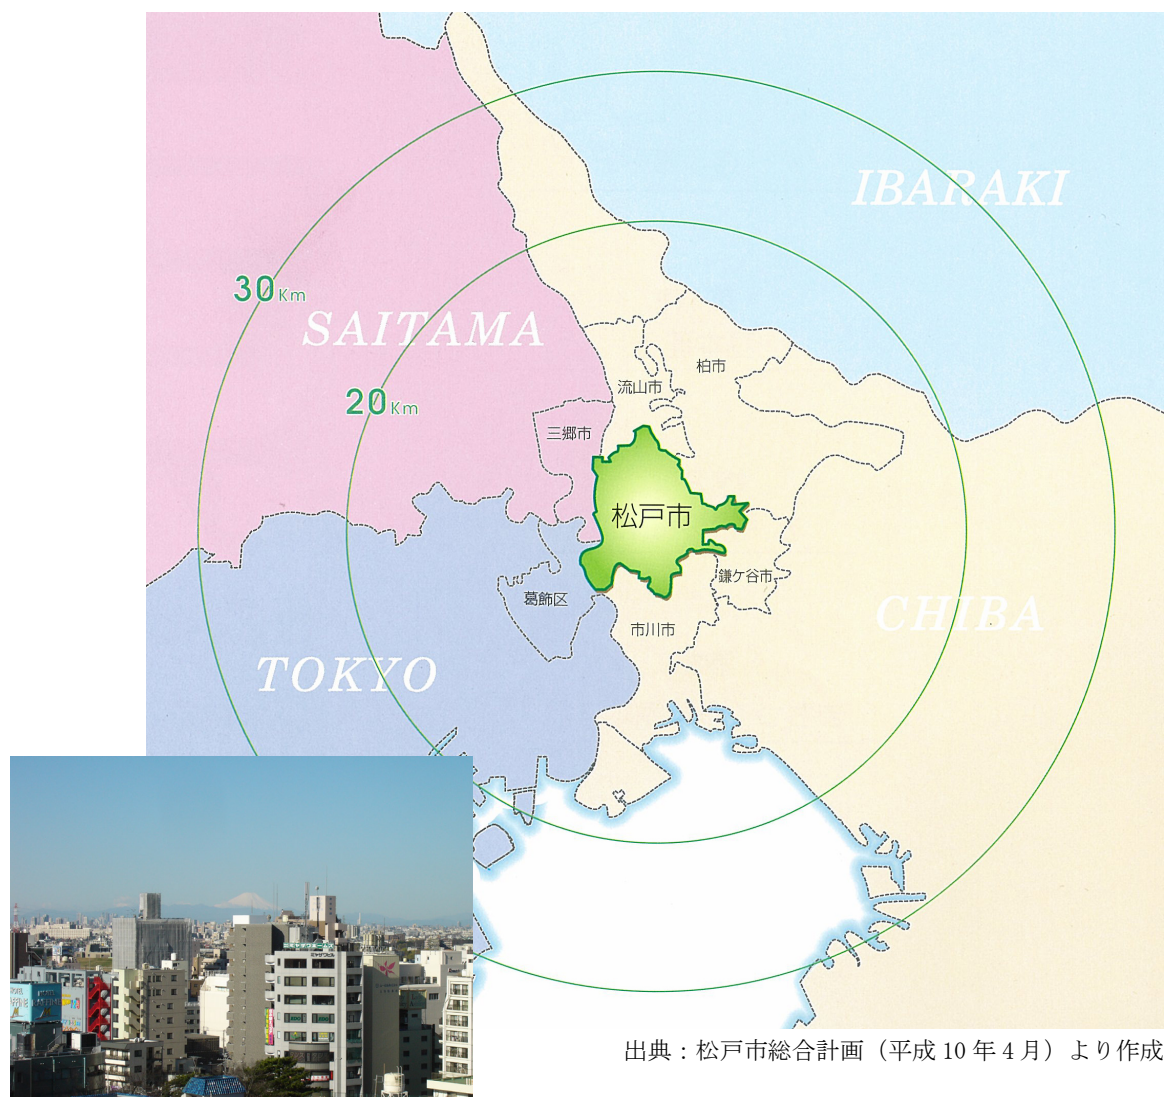 IBARAKI
30Km
SAITAMA
柏市
流山市
20Km
三郷市
松戸市
鎌ケ谷市
葛飾区
CHIBA
市川市
TOKYO
出典：松戸市総合計画（平成 10 年 4 月）より作成